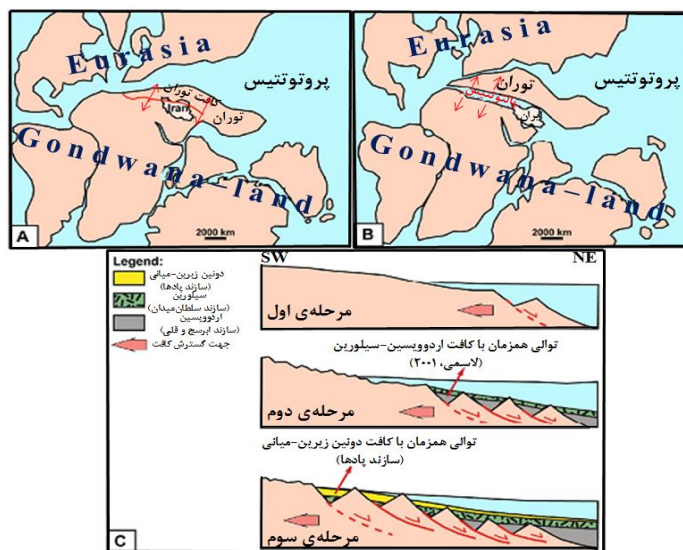 Eurasia
پروتوتتیس
کافت توران
Iran
توران
Gondwana-land
2000 km
A
Eurasia
توران
پروتوتتیس
پالئوتتیس
ایران
Gondwana-land
2000 km
B
Legend:
دونین زیرین-میانی
(سازند پادها)
سیلورین
(سازند سلطان‌میدان)
اردوویسین
(سازند ابرسج و قلی)
جهت گسترش کافت
SW
NE
مرحله‌ی اول
توالی همزمان با کافت اردوویسین-سیلورین
(لاسمی، ۲۰۰۱)
مرحله‌ی دوم
توالی همزمان با کافت دونین زیرین-میانی
(سازند پادها)
مرحله‌ی سوم
C